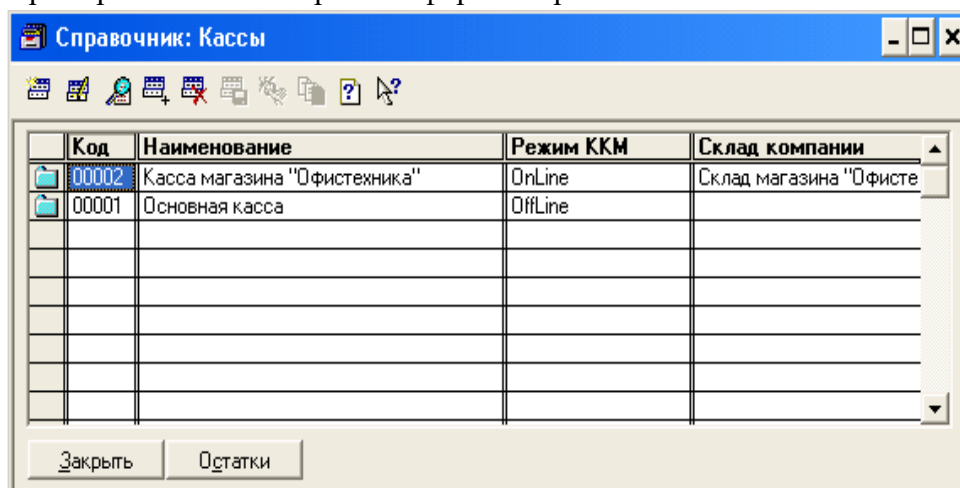 Справочник: Кассы
Код Наименование Режим ККМ Склад компании
00002 Касса магазина "Офистехника" OnLine Склад магазина "Офисте
00001 Основная касса OffLine
Закрыть Остатки